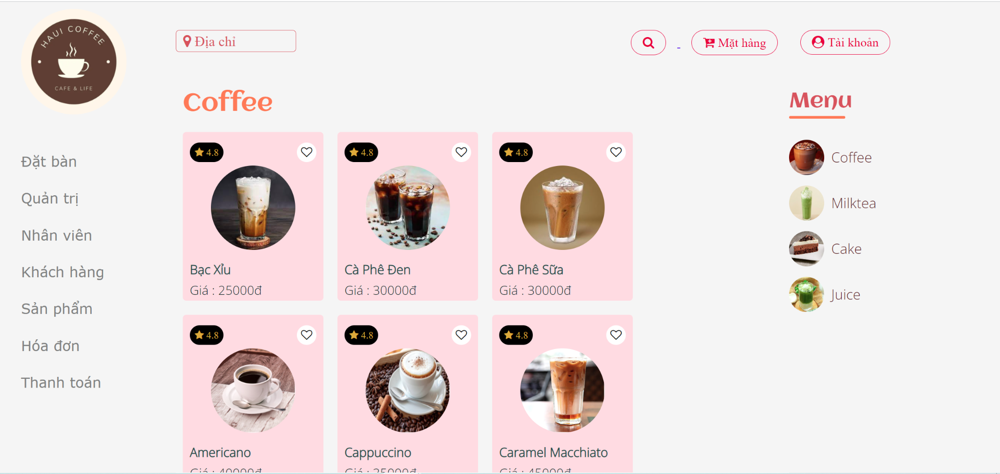 HAUI COFFEE
CAFE & LIFE
Địa chỉ
Mặt hàng
Tài khoản
Đặt bàn
Quản trị
Nhân viên
Khách hàng
Sản phẩm
Hóa đơn
Thanh toán
Coffee
4.8
4.8
4.8
Bạc Xỉu
Cà Phê Đen
Cà Phê Sữa
Giá : 25000đ
Giá : 30000đ
Giá : 30000đ
4.8
4.8
4.8
Americano
Cappuccino
Caramel Macchiato
Giá : 40000đ
Giá : 35000đ
Giá : 45000đ
Menu
Coffee
Milktea
Cake
Juice